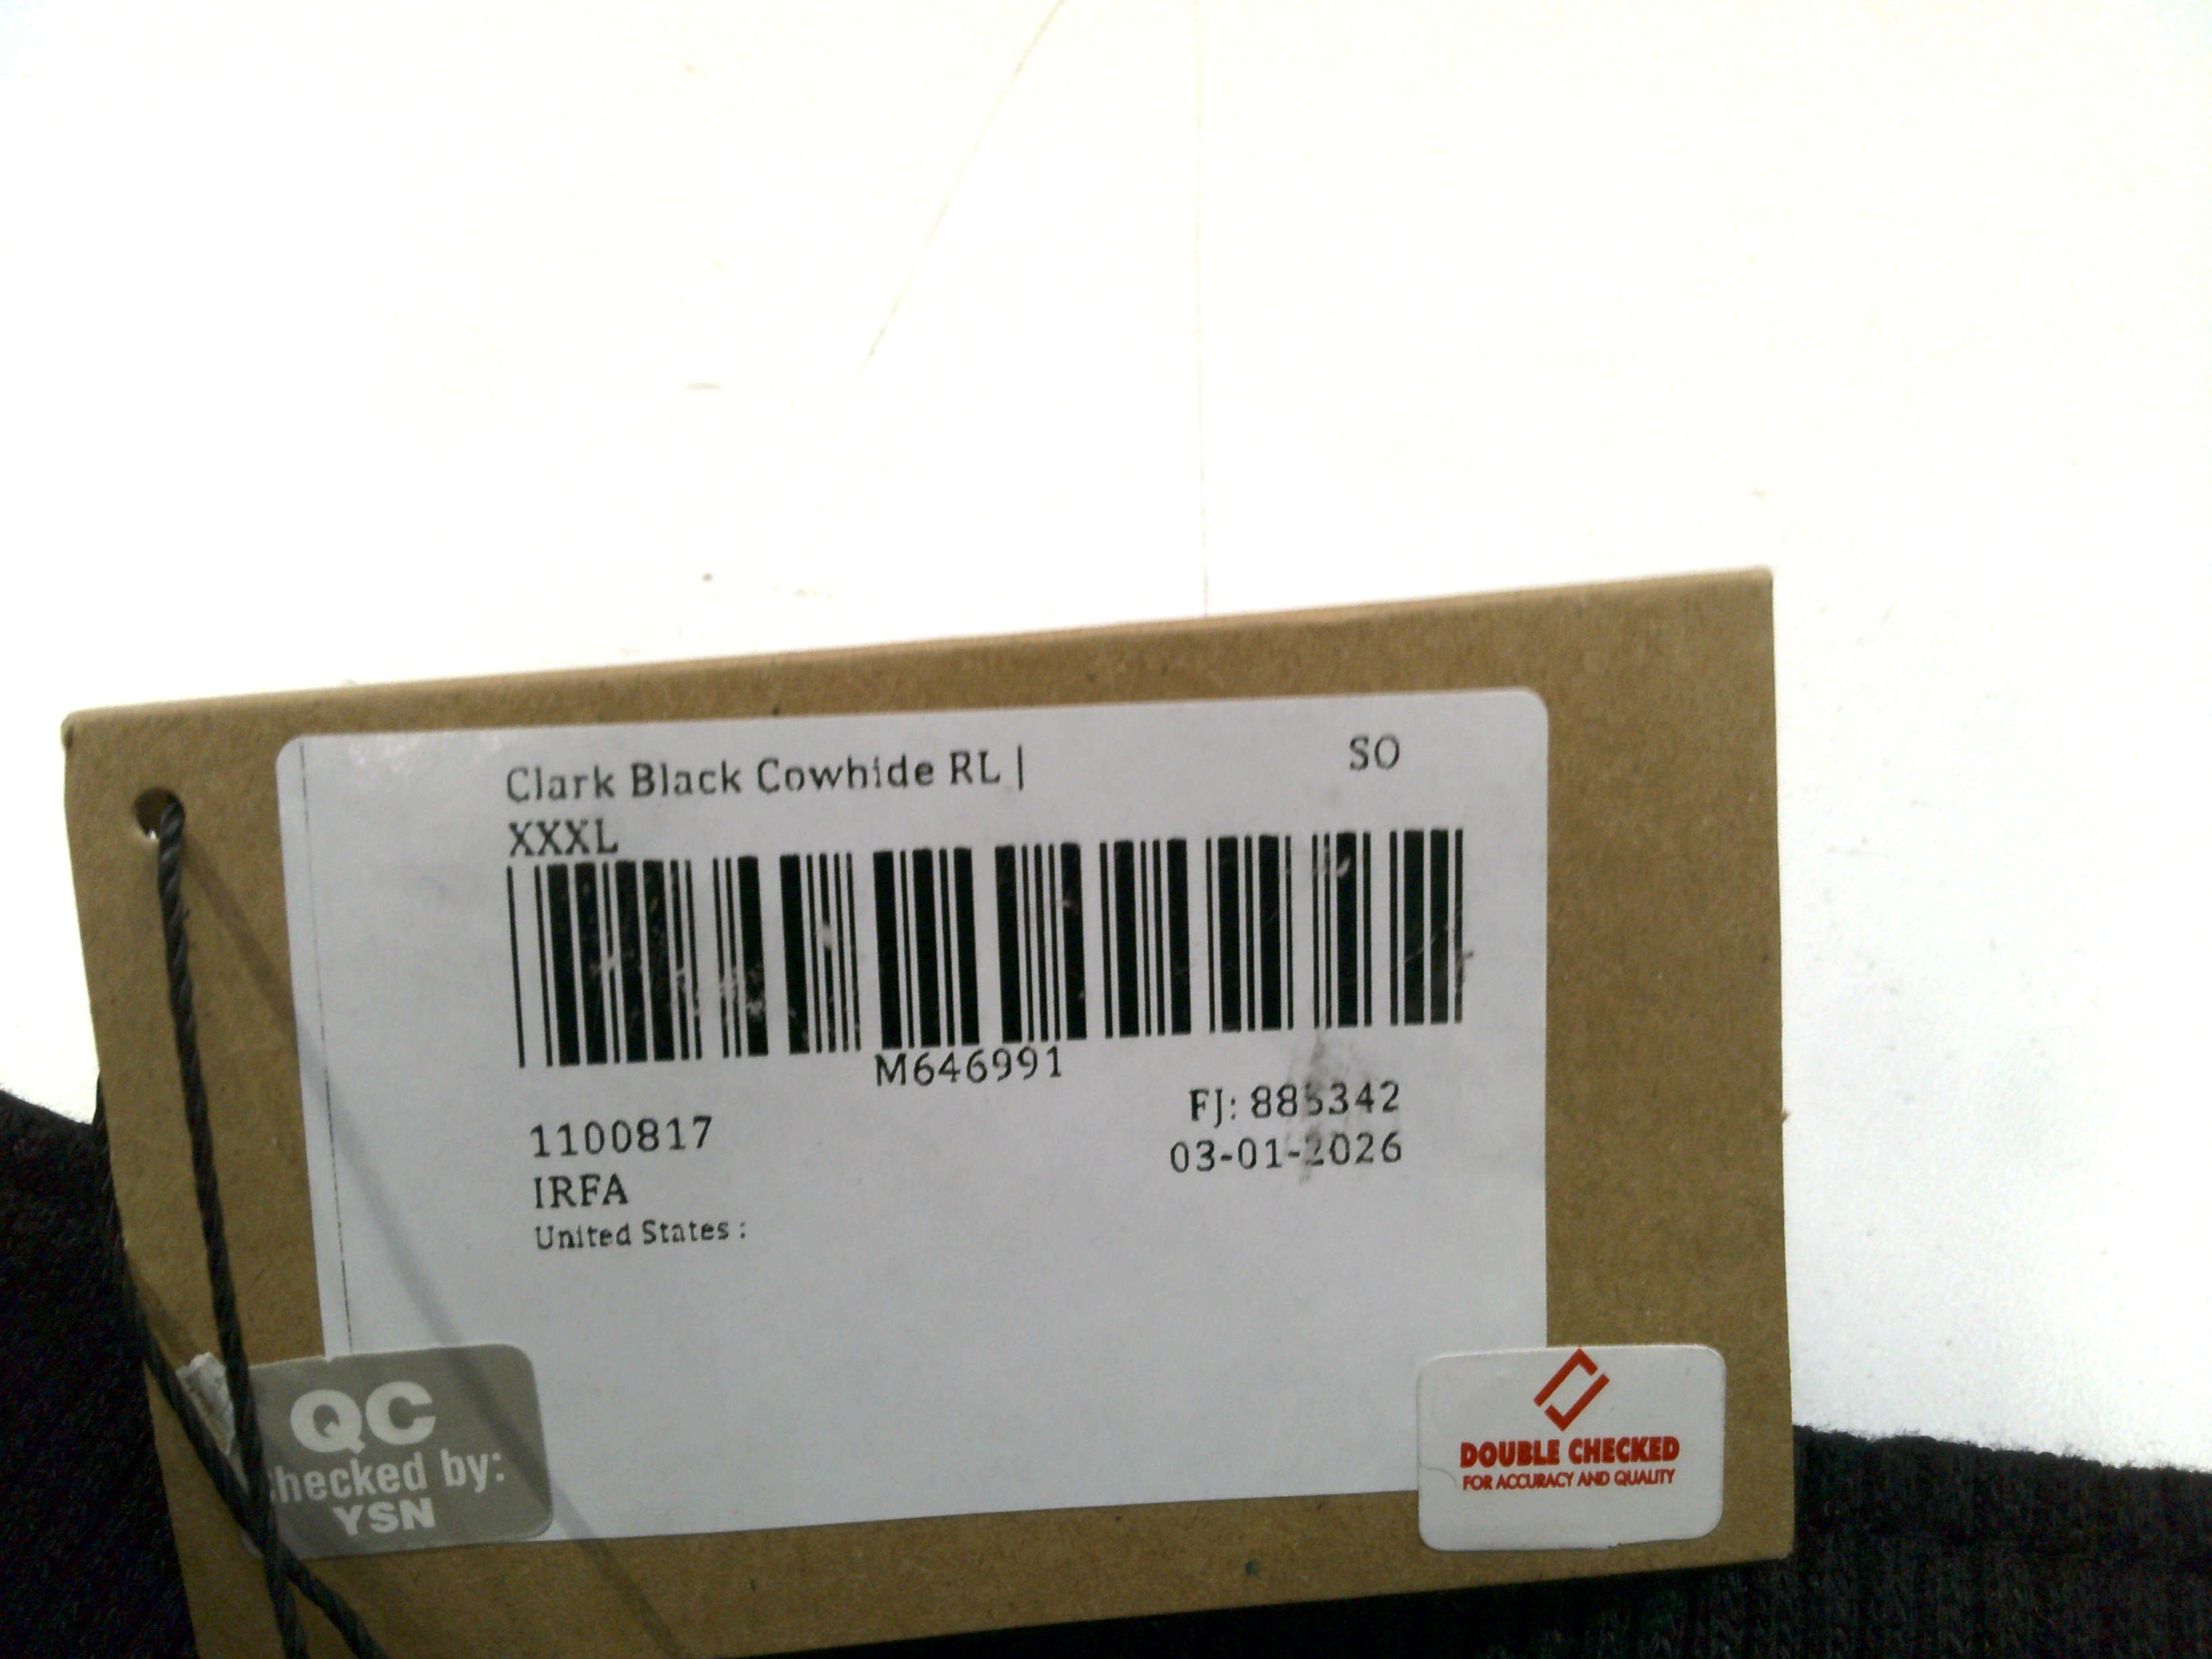 Clark Black Cowhide RL |
SO
XXXL
M646991
FJ: 885342
1100817
03-01-2026
IRFA
United States :
QC
hecked by:
YSN
DOUBLE CHECKED
FOR ACCURACY AND QUALITY